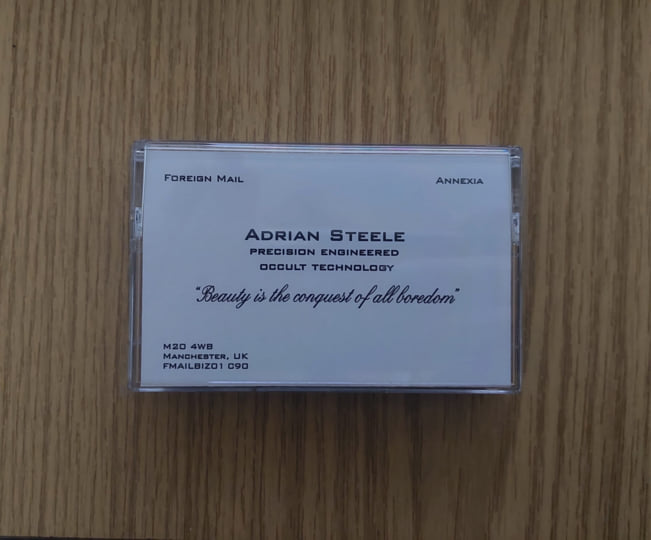 Foreign Mail Annexia
Adrian Steele
precision engineered
occult technology
“Beauty is the conquest of all boredom”
M20 4WB
Manchester, UK
FMAILBIZ01 C90